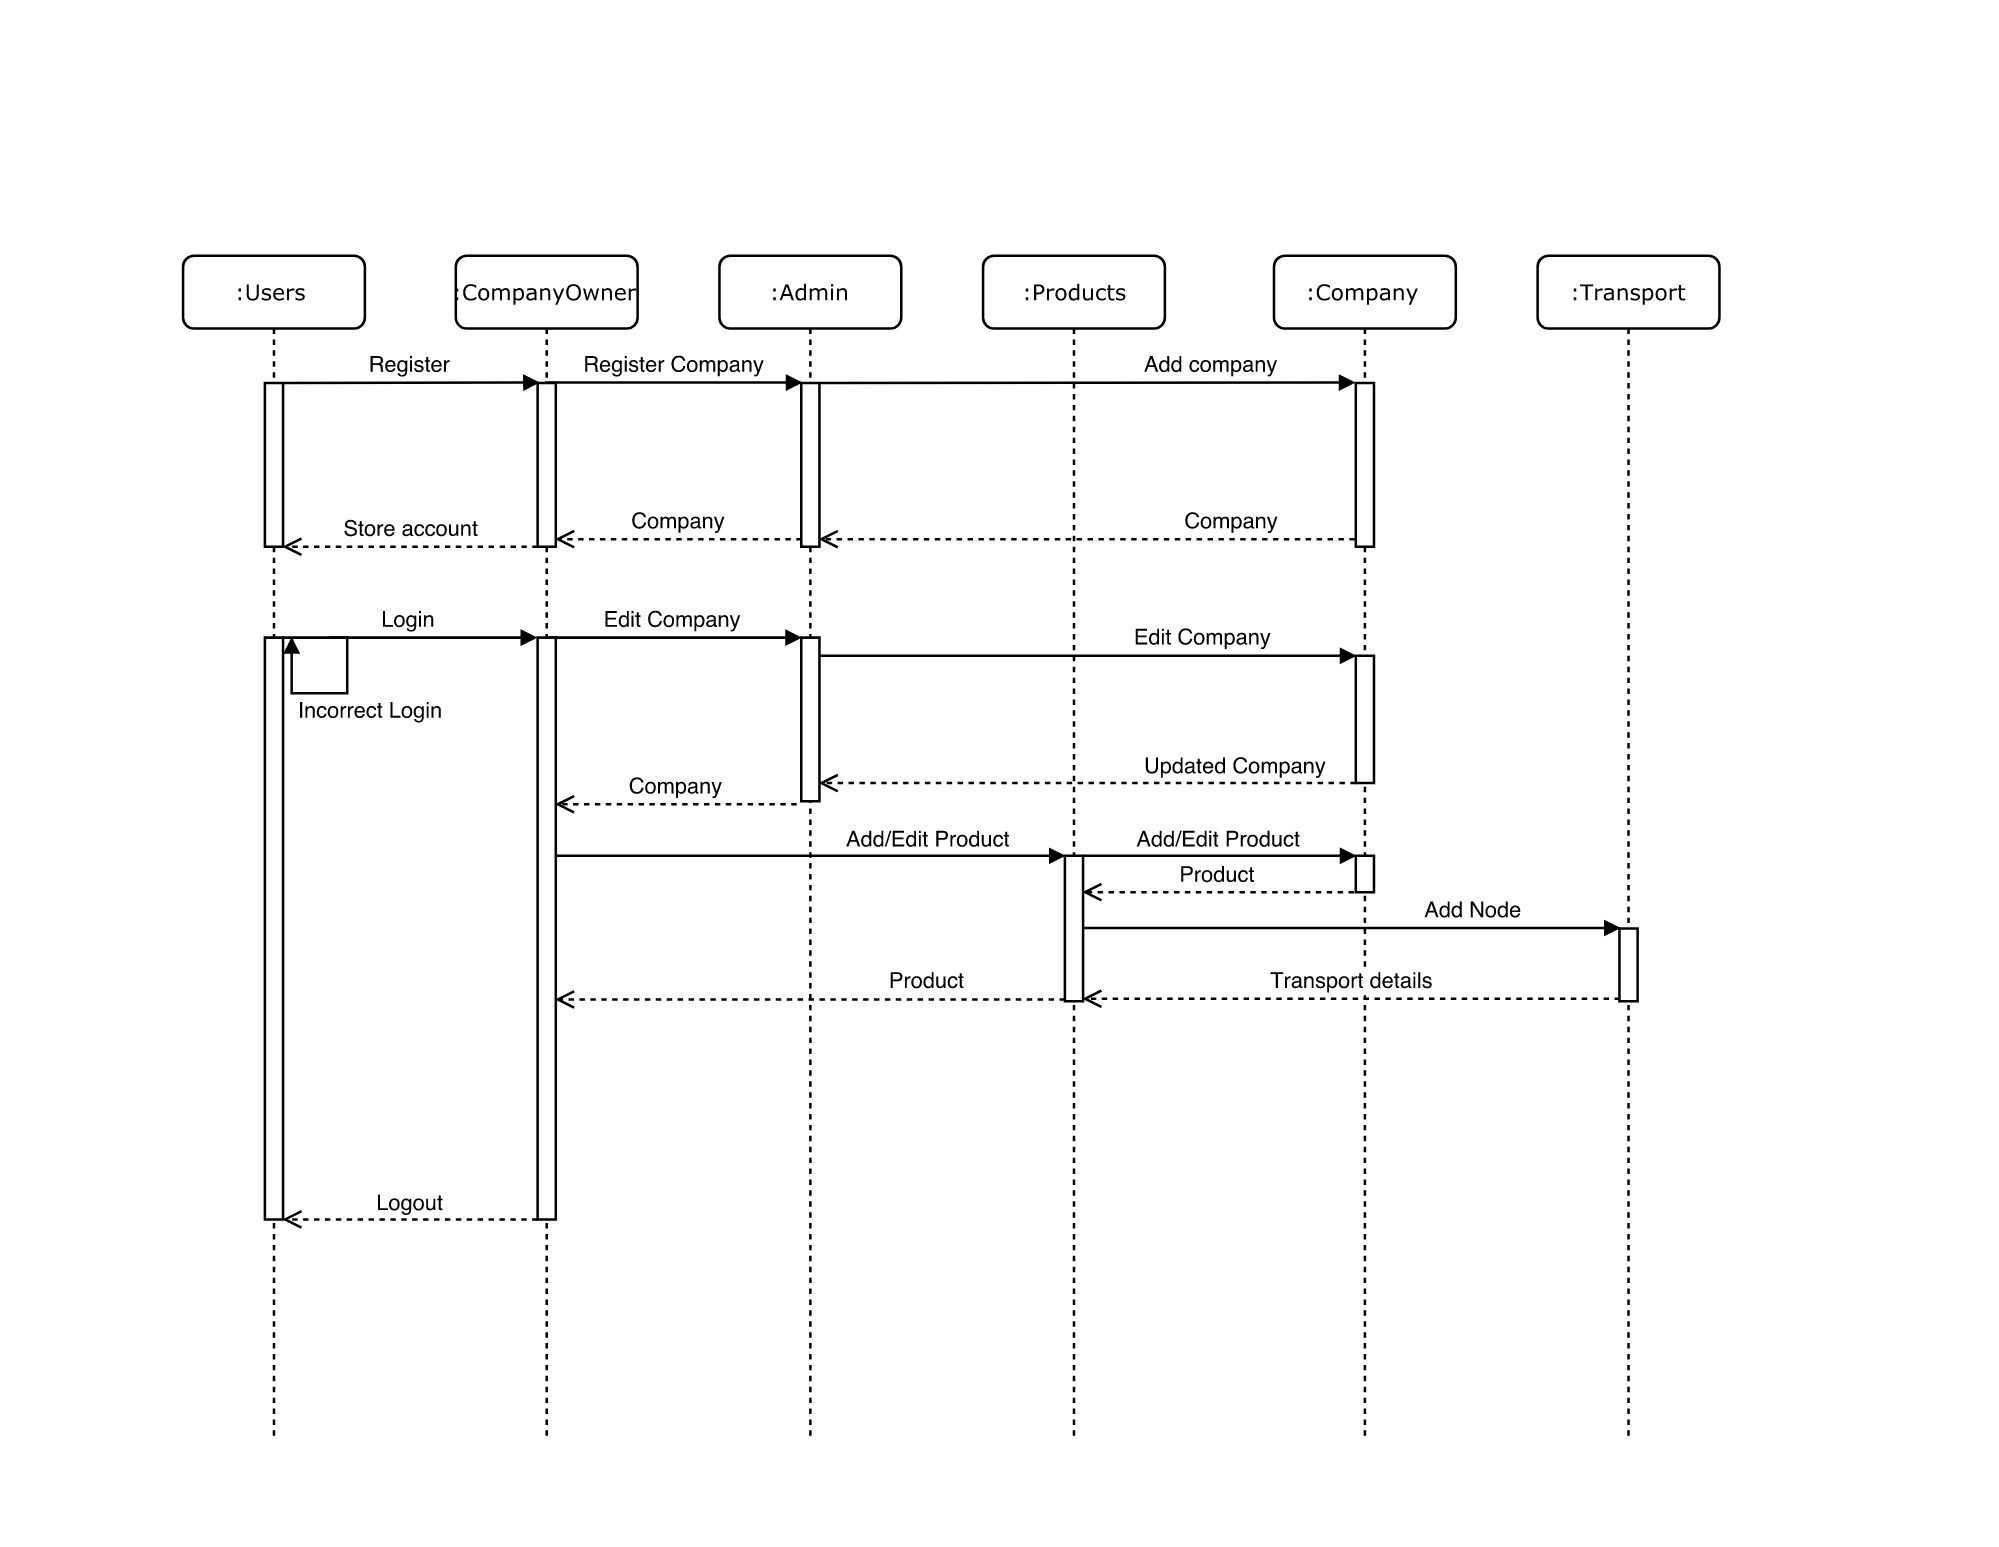 :Users
:CompanyOwner
:Admin
:Products
:Company
:Transport
Register
Register Company
Add company
Store account
Company
Company
Login
Edit Company
Edit Company
Incorrect Login
Updated Company
Company
Add/Edit Product
Add/Edit Product
Product
Add Node
Product
Transport details
Logout